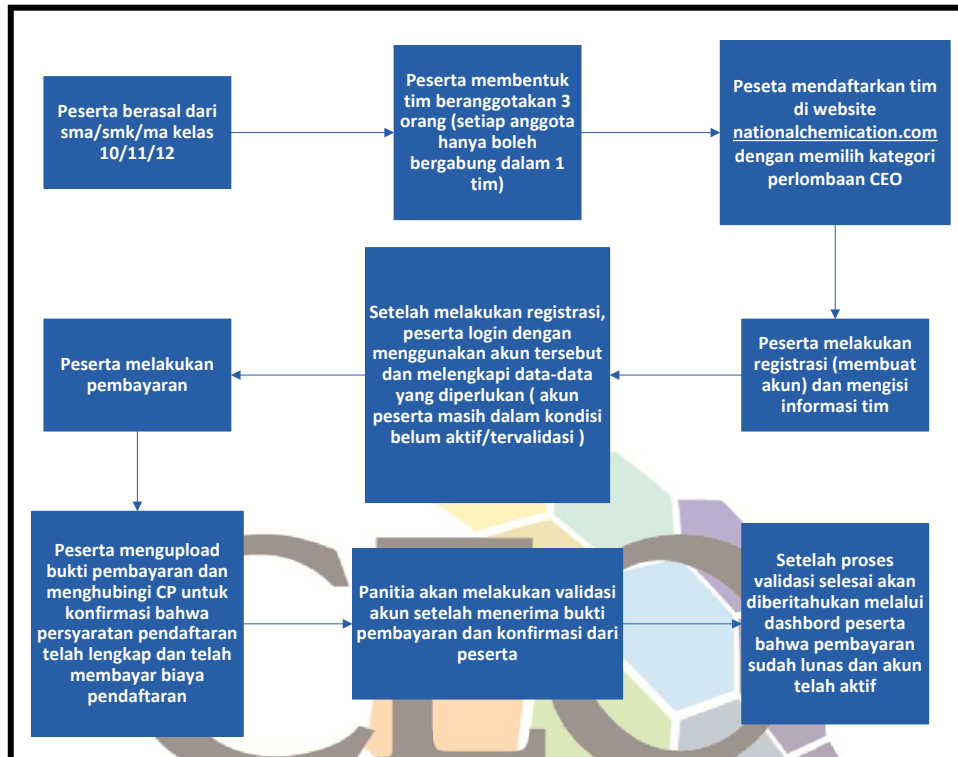 Peserta berasal dari
sma/smk/ma kelas
10/11/12
Peserta membentuk
tim beranggotakan 3
orang (setiap anggota
hanya boleh
bergabung dalam 1
tim)
Peseta mendaftarkan tim
di website
nationalchemication.com
dengan memilih kategori
perlombaan CEO
Peserta melakukan
registrasi (membuat
akun) dan mengisi
informasi tim
Setelah melakukan registrasi,
peserta login dengan
menggunakan akun tersebut
dan melengkapi data-data
yang diperlukan ( akun
peserta masih dalam kondisi
belum aktif/tervalidasi )
Peserta melakukan
pembayaran
Peserta mengupload
bukti pembayaran dan
menghubingi CP untuk
konfirmasi bahwa
persyaratan pendaftaran
telah lengkap dan telah
membayar biaya
pendaftaran
Panitia akan melakukan validasi
akun setelah menerima bukti
pembayaran dan konfirmasi dari
peserta
Setelah proses
validasi selesai akan
diberitahukan melalui
dashbord peserta
bahwa pembayaran
sudah lunas dan akun
telah aktif
CEO